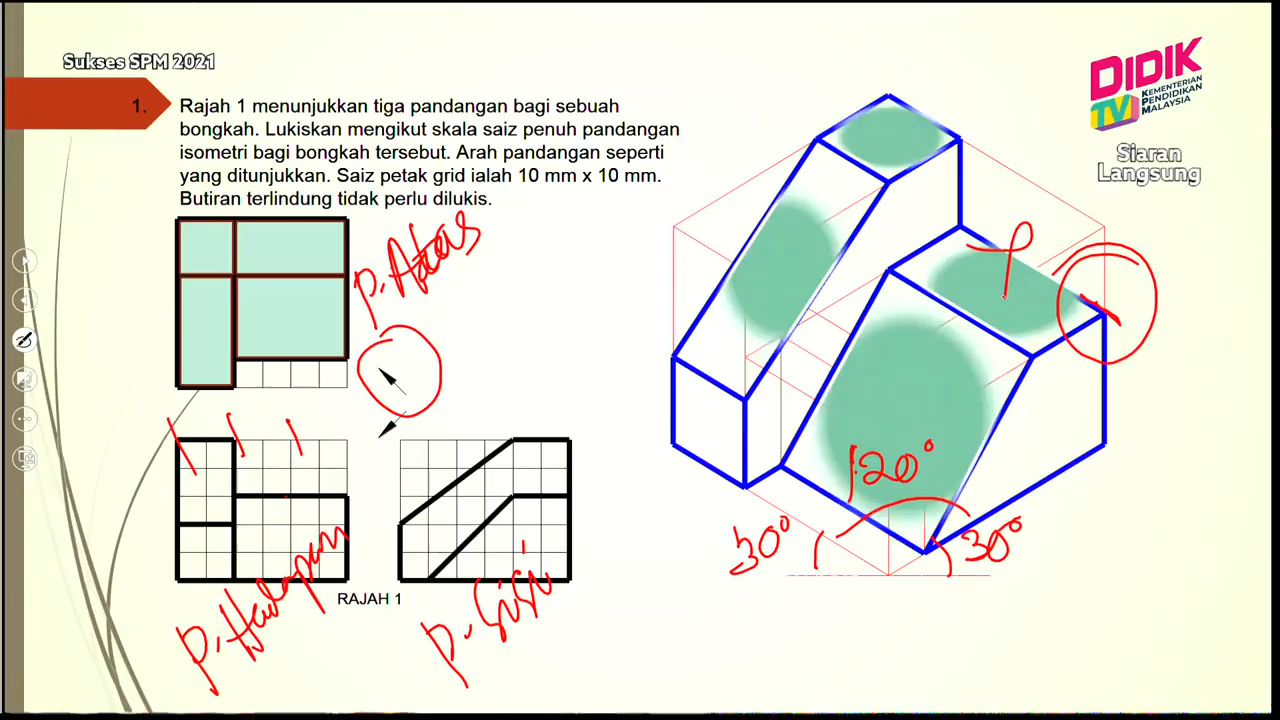 Sukses SPM 2021
DIDIK
TV
KEMENTERIAN
PENDIDIKAN
MALAYSIA
Siaran
Langsung
1.
Rajah 1 menunjukkan tiga pandangan bagi sebuah
bongkah. Lukiskan mengikut skala saiz penuh pandangan
isometri bagi bongkah tersebut. Arah pandangan seperti
yang ditunjukkan. Saiz petak grid ialah 10 mm x 10 mm.
Butiran terlindung tidak perlu dilukis.
P. Atas
120°
30°
30°
RAJAH 1
P. Hadapan
P. Sisi